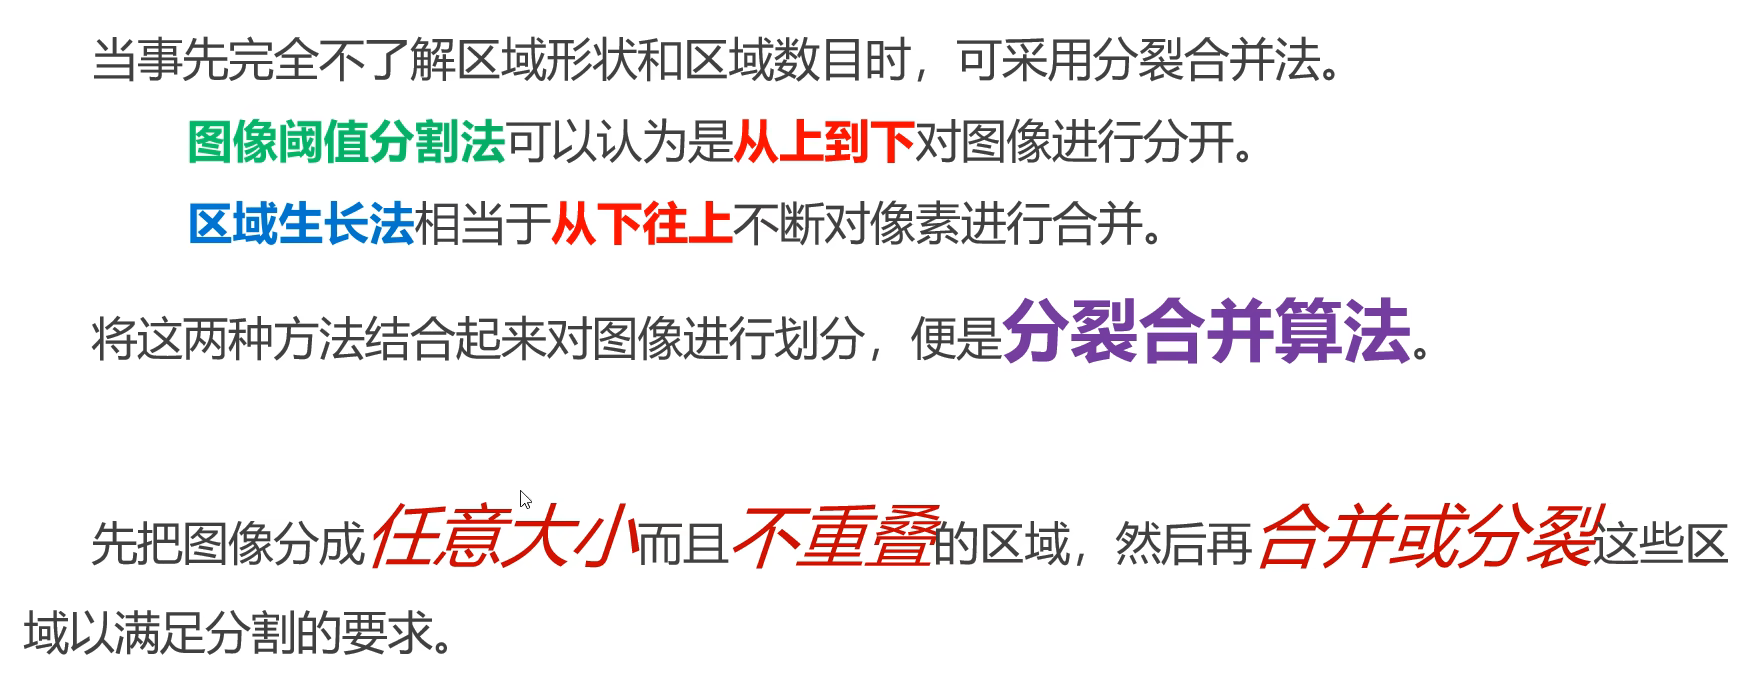 当事先完全不了解区域形状和区域数目时，可采用分裂合并法。
图像阈值分割法可以认为是从上到下对图像进行分开。
区域生长法相当于从下往上不断对像素进行合并。
将这两种方法结合起来对图像进行划分，便是分裂合并算法。
先把图像分成任意大小而且不重叠的区域，然后再合并或分裂这些区
域以满足分割的要求。